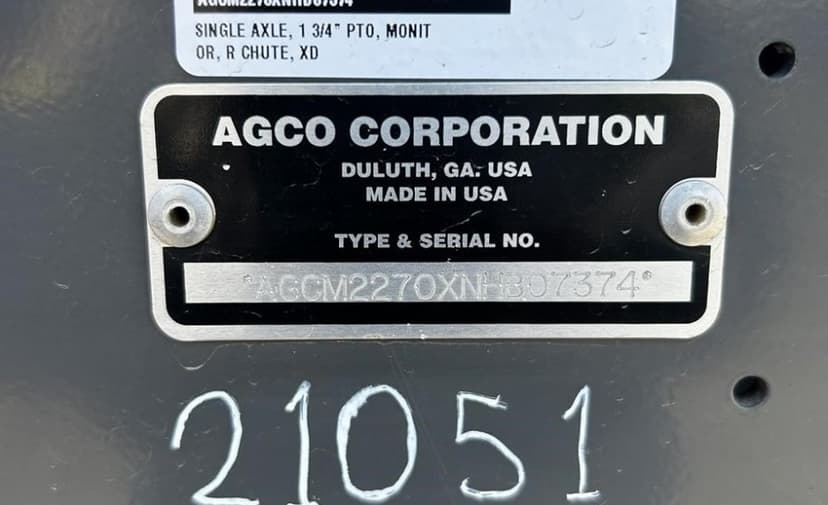 AGCM2270XNHB07374
SINGLE AXLE, 1 3/4" PTO, MONIT
OR, R CHUTE, XD
AGCO CORPORATION
DULUTH, GA. USA
MADE IN USA
TYPE & SERIAL NO.
*AGCM2270XNHB07374*
21051